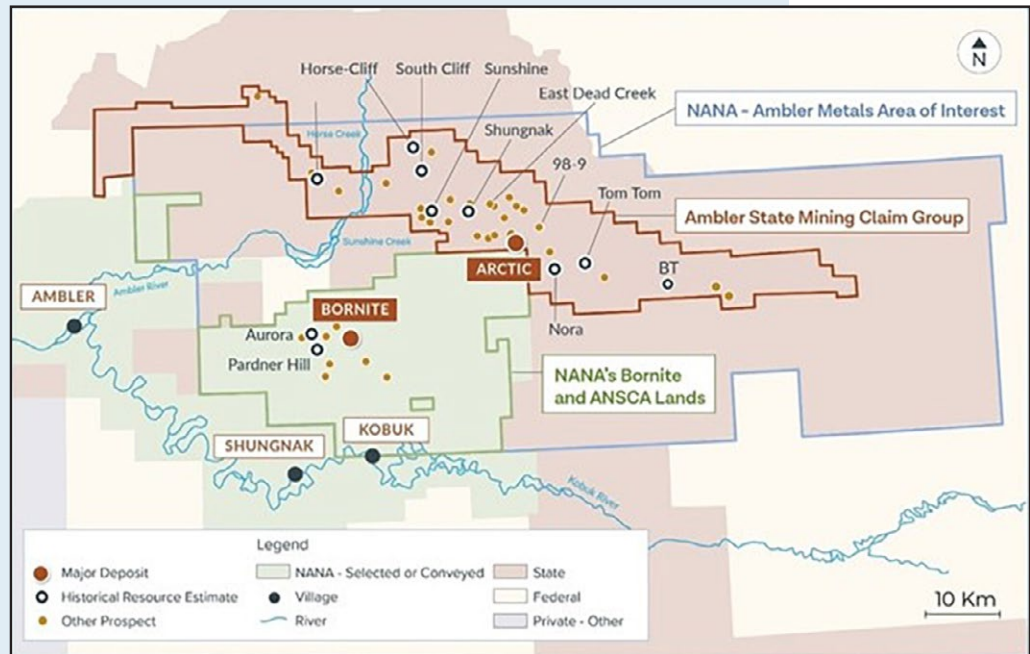 N
Horse-Cliff
South Cliff
Sunshine
East Dead Creek
NANA - Ambler Metals Area of Interest
Horse Creek
Shungnak
98-9
Tom Tom
Ambler State Mining Claim Group
Sunshine Creek
ARCTIC
BT
AMBLER
Ambler River
BORNITE
Aurora
Nora
Pardner Hill
NANA's Bornite
and ANSCA Lands
KOBUK
SHUNGNAK
Kobuk River
Legend
Major Deposit
NANA - Selected or Conveyed
State
Historical Resource Estimate
Village
Federal
Other Prospect
River
Private - Other
10 Km